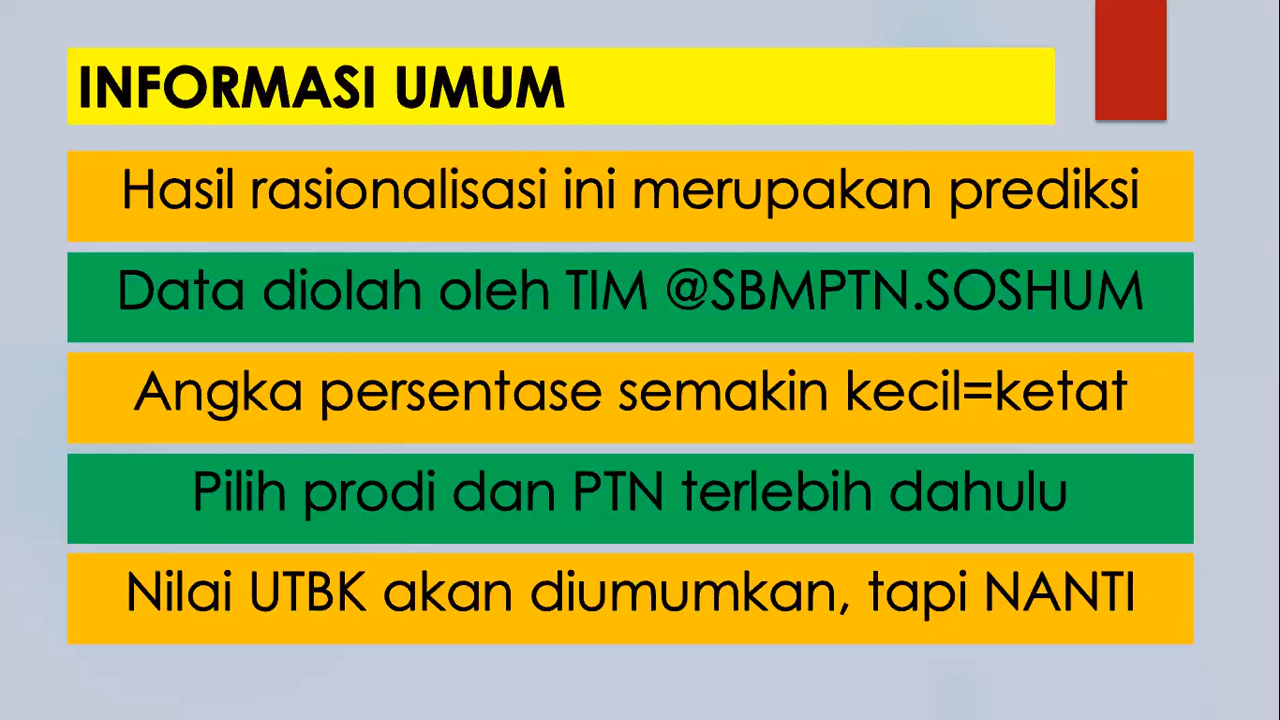 INFORMASI UMUM
Hasil rasionalisasi ini merupakan prediksi
Data diolah oleh TIM @SBMPTN.SOSHUM
Angka persentase semakin kecil=ketat
Pilih prodi dan PTN terlebih dahulu
Nilai UTBK akan diumumkan, tapi NANTI